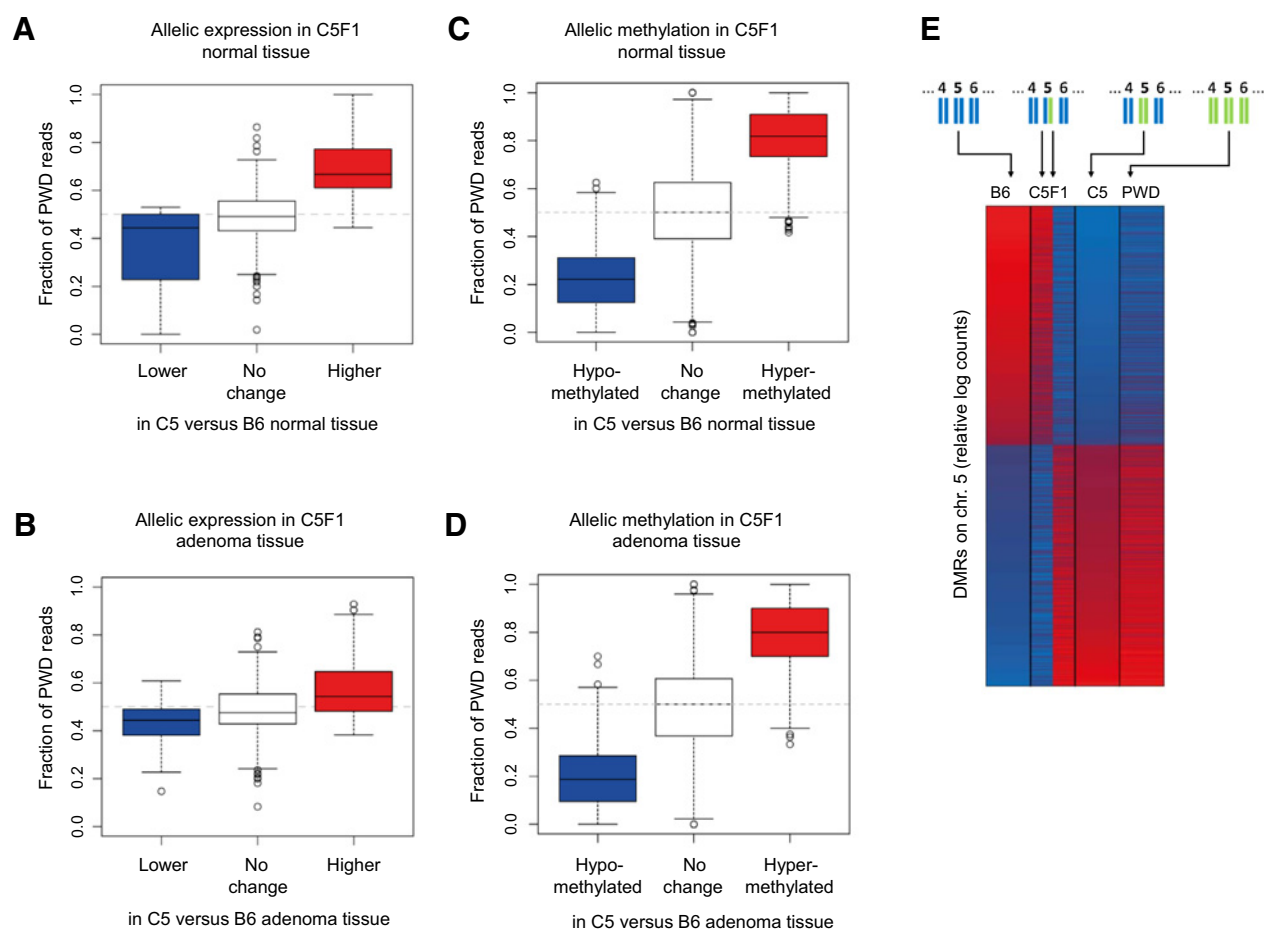 A
Allelic expression in C5F1
normal tissue
Fraction of PWD reads
0.0 0.2 0.4 0.6 0.8 1.0
Lower No Higher
change
in C5 versus B6 normal tissue
B
Allelic expression in C5F1
adenoma tissue
Fraction of PWD reads
0.0 0.2 0.4 0.6 0.8 1.0
Lower No Higher
change
in C5 versus B6 adenoma tissue
C
Allelic methylation in C5F1
normal tissue
Fraction of PWD reads
0.0 0.2 0.4 0.6 0.8 1.0
Hypo- No Hyper-
methylated change methylated
in C5 versus B6 normal tissue
D
Allelic methylation in C5F1
adenoma tissue
Fraction of PWD reads
0.0 0.2 0.4 0.6 0.8 1.0
Hypo- No Hyper-
methylated change methylated
in C5 versus B6 adenoma tissue
E
... 4 5 6 ... ... 4 5 6 ... ... 4 5 6 ... ... 4 5 6 ...
B6 C5F1 C5 PWD
DMRs on chr. 5 (relative log counts)